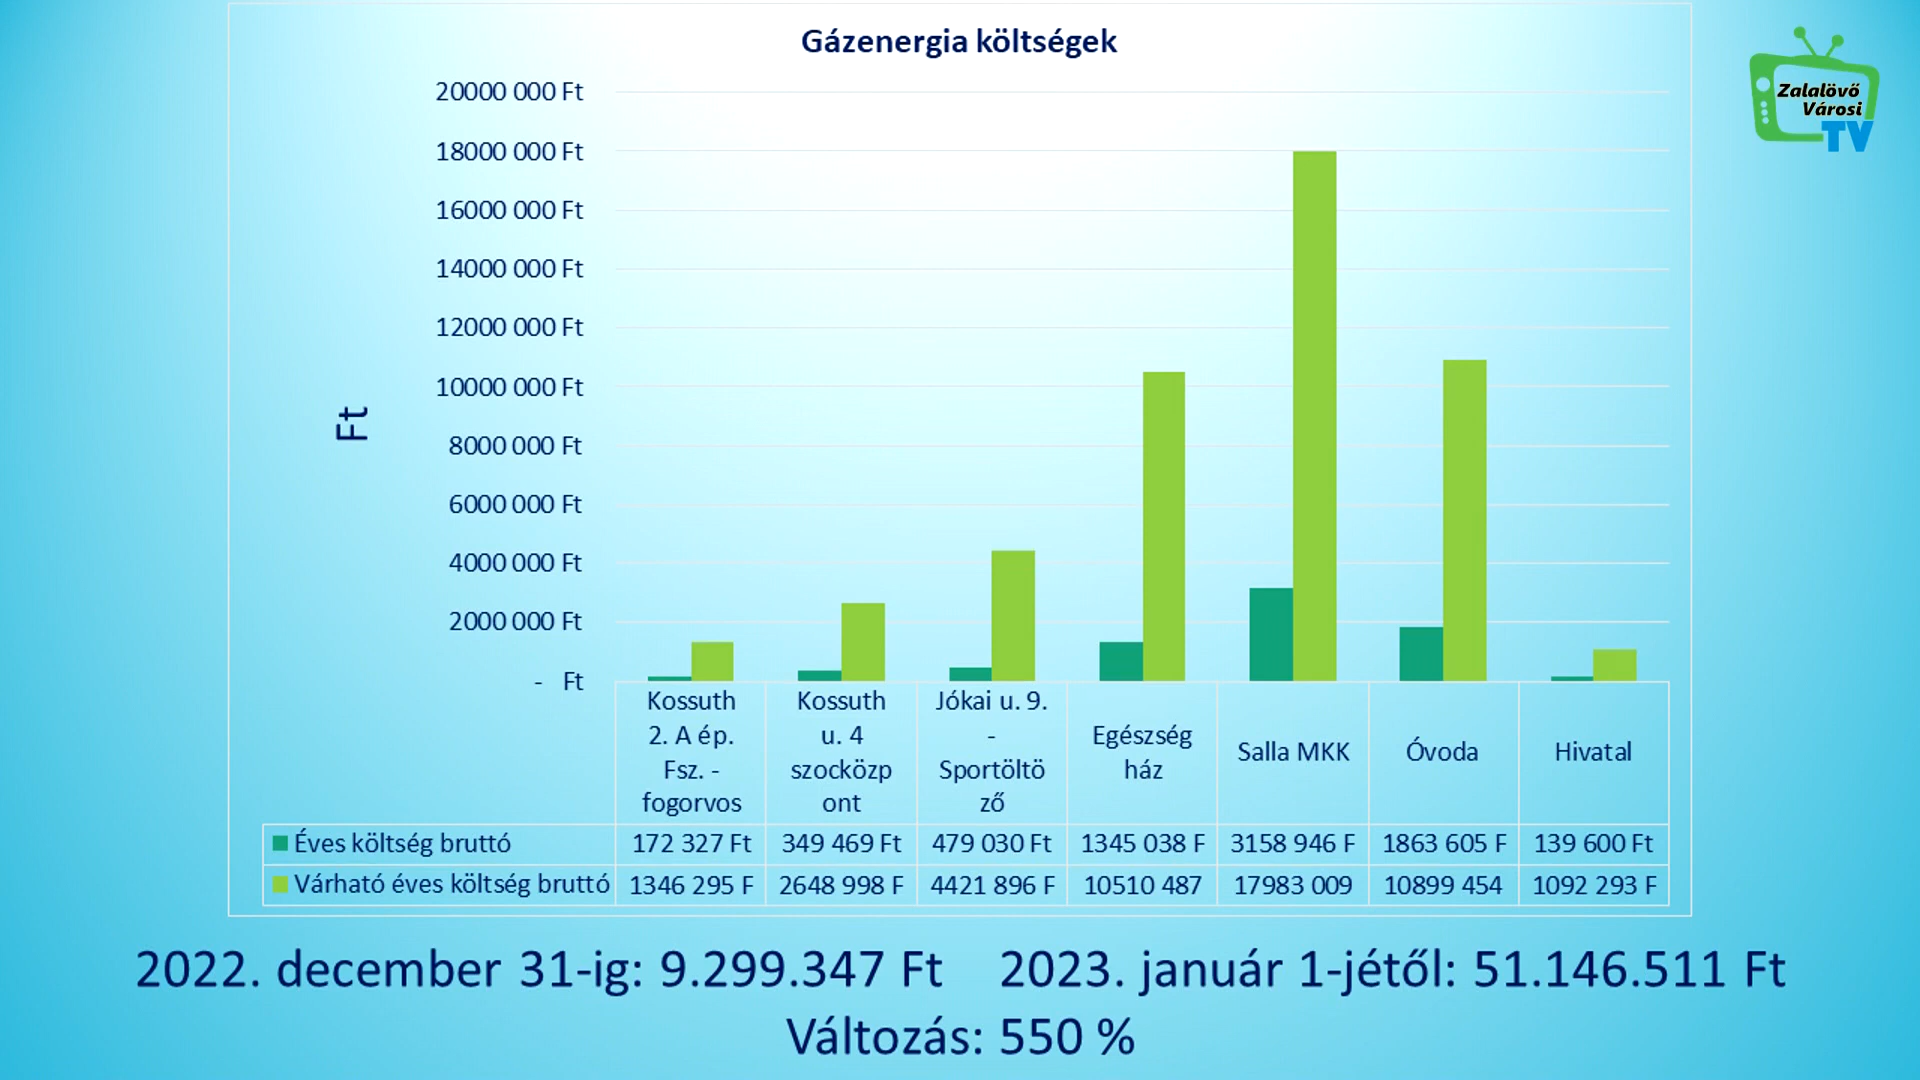 Gázenergia költségek
Zalalövő
Városi
TV
20000 000 Ft
18000 000 Ft
16000 000 Ft
14000 000 Ft
12000 000 Ft
10000 000 Ft
8000 000 Ft
6000 000 Ft
4000 000 Ft
2000 000 Ft
- Ft
Ft
Kossuth
2. A ép.
Fsz. -
fogorvos
Kossuth
u. 4
szocközp
ont
Jókai u. 9.
-
Sportöltö
ző
Egészség
ház
Salla MKK
Óvoda
Hivatal
Éves költség bruttó 172 327 Ft 349 469 Ft 479 030 Ft 1345 038 F 3158 946 F 1863 605 F 139 600 Ft
Várható éves költség bruttó 1346 295 F 2648 998 F 4421 896 F 10510 487 17983 009 10899 454 1092 293 F
2022. december 31-ig: 9.299.347 Ft 2023. január 1-jétől: 51.146.511 Ft
Változás: 550 %